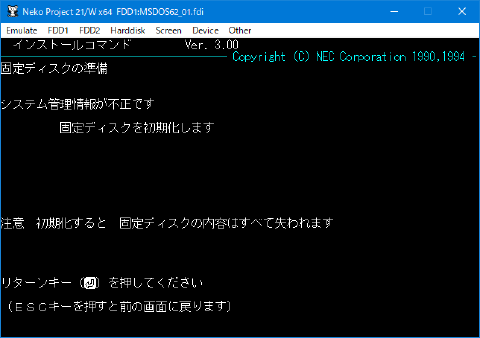 Neko Project 21/W x64  FDD1:MSDOS62_01.fdi
Emulate  FDD1  FDD2  Harddisk  Screen  Device  Other
インストールコマンド  Ver. 3.00
Copyright (C) NEC Corporation 1990,1994
固定ディスクの準備
システム管理情報が不正です
固定ディスクを初期化します
注意　初期化すると　固定ディスクの内容はすべて失われます
リターンキー（⏎）を押してください
（ＥＳＣキーを押すと前の画面に戻ります）